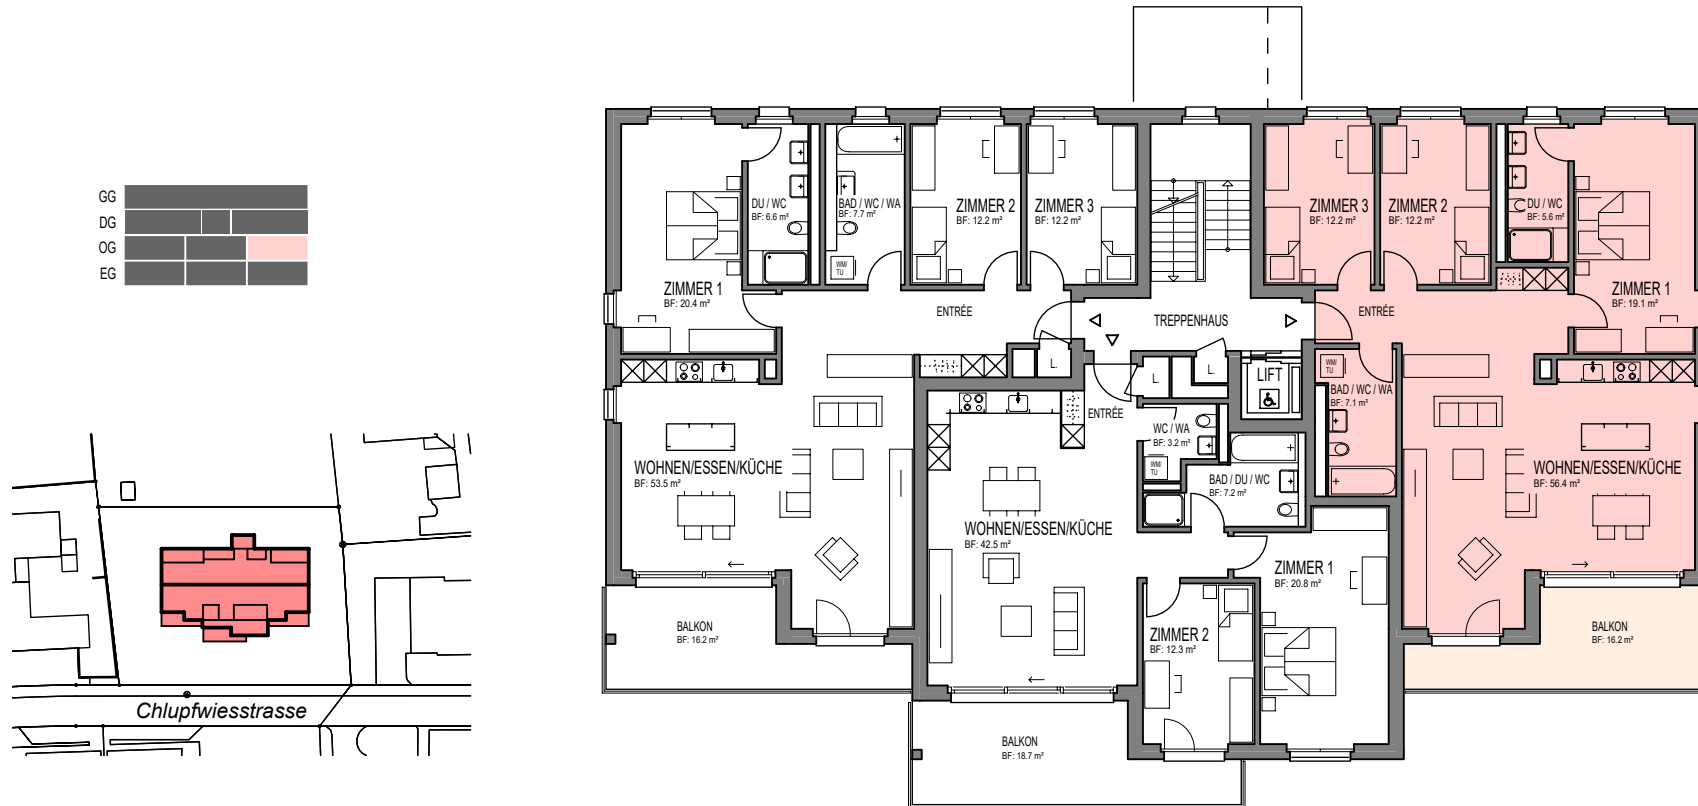 GG
DG
OG
EG
Chlupfwiesstrasse
ZIMMER 1
BF: 20.4 m²
DU / WC
BF: 6.6 m²
BAD / WC / WA
BF: 7.7 m²
WM/
TU
ZIMMER 2
BF: 12.2 m²
ZIMMER 3
BF: 12.2 m²
ENTRÉE
L.
WOHNEN/ESSEN/KÜCHE
BF: 53.5 m²
BALKON
BF: 16.2 m²
TREPPENHAUS
L.
L.
LIFT
ENTRÉE
WC / WA
BF: 3.2 m²
WM/
TU
BAD / DU / WC
BF: 7.2 m²
WOHNEN/ESSEN/KÜCHE
BF: 42.5 m²
ZIMMER 1
BF: 20.8 m²
ZIMMER 2
BF: 12.3 m²
BALKON
BF: 18.7 m²
ZIMMER 3
BF: 12.2 m²
ZIMMER 2
BF: 12.2 m²
DU / WC
BF: 5.6 m²
ZIMMER 1
BF: 19.1 m²
ENTRÉE
WM/
TU
BAD / WC / WA
BF: 7.1 m²
WOHNEN/ESSEN/KÜCHE
BF: 56.4 m²
BALKON
BF: 16.2 m²